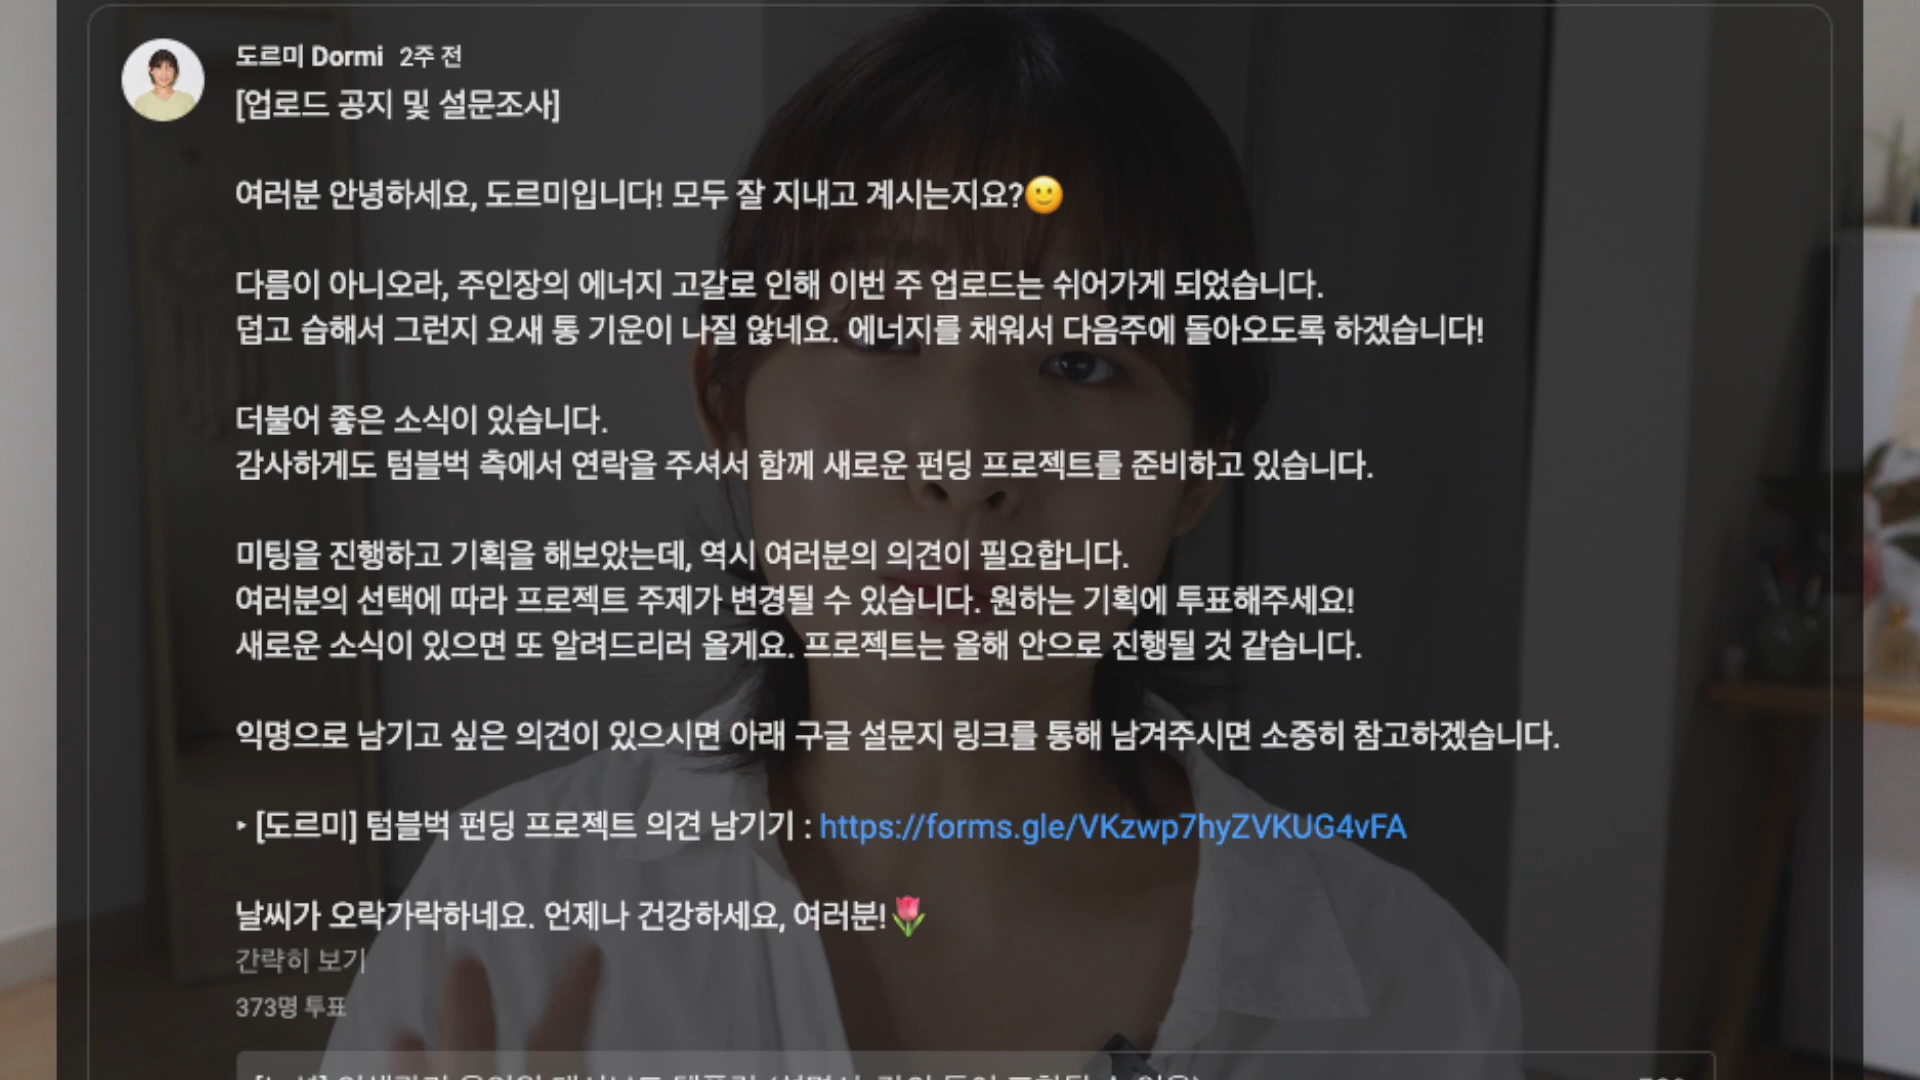 도르미 Dormi 2주 전
[업로드 공지 및 설문조사]
여러분 안녕하세요, 도르미입니다! 모두 잘 지내고 계시는지요?🙂
다름이 아니오라, 주인장의 에너지 고갈로 인해 이번 주 업로드는 쉬어가게 되었습니다.
덥고 습해서 그런지 요새 통 기운이 나질 않네요. 에너지를 채워서 다음주에 돌아오도록 하겠습니다!
더불어 좋은 소식이 있습니다.
감사하게도 텀블벅 측에서 연락을 주셔서 함께 새로운 펀딩 프로젝트를 준비하고 있습니다.
미팅을 진행하고 기획을 해보았는데, 역시 여러분의 의견이 필요합니다.
여러분의 선택에 따라 프로젝트 주제가 변경될 수 있습니다. 원하는 기획에 투표해주세요!
새로운 소식이 있으면 또 알려드리러 올게요. 프로젝트는 올해 안으로 진행될 것 같습니다.
익명으로 남기고 싶은 의견이 있으시면 아래 구글 설문지 링크를 통해 남겨주시면 소중히 참고하겠습니다.
‣ [도르미] 텀블벅 펀딩 프로젝트 의견 남기기 : https://forms.gle/VKzwp7hyZVKUG4vFA
날씨가 오락가락하네요. 언제나 건강하세요, 여러분!🌷
간략히 보기
373명 투표